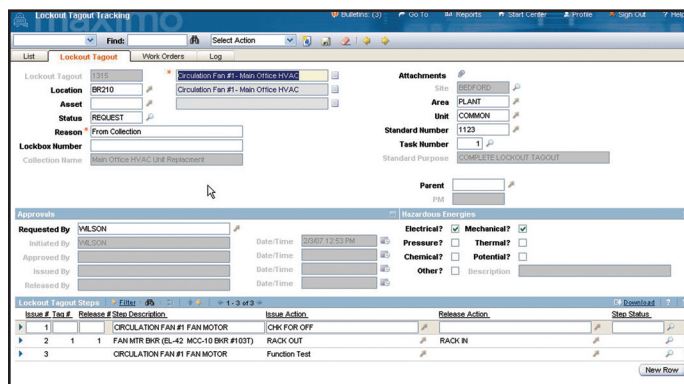 Lockout Tagout Tracking
maximo
Bulletins: (3) Go To Reports Start Center Profile Sign Out ? Help
Find: Select Action
List Lockout Tagout Work Orders Log
Lockout Tagout 1315 * Circulation Fan #1- Main Office HVAC Attachments
Location BR210 Circulation Fan #1- Main Office HVAC Site BEDFORD
Asset Area PLANT
Status REQUEST Unit COMMON
Reason * From Collection Standard Number 1123
Lockbox Number Task Number 1
Collection Name Main Office HVAC Unit Replacment Standard Purpose COMPLETE LOCKOUT TAGOUT
Parent
PM
Approvals Hazardous Energies
Requested By WILSON Electrical? Mechanical?
Initiated By WILSON Date/Time 2/3/07 12:53 PM Pressure? Thermal?
Approved By Date/Time Chemical? Potential?
Issued By Date/Time Other? Description
Released By Date/Time
Lockout Tagout Steps Filter 1 - 3 of 3 Download ?
Issue # Tag # Release # Step Description Issue Action Release Action Step Status
1 CIRCULATION FAN #1 FAN MOTOR CHK FOR OFF
2 1 1 FAN MTR BKR (EL-42 MCC-10 BKR #103T) RACK OUT RACK IN
3 CIRCULATION FAN #1 FAN MOTOR Function Test
New Row